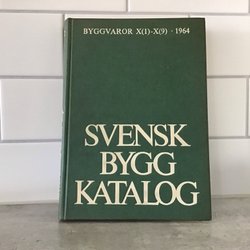 BYGGVAROR X(1)-X(9) · 1964
SVENSK
BYGG
KATALOG